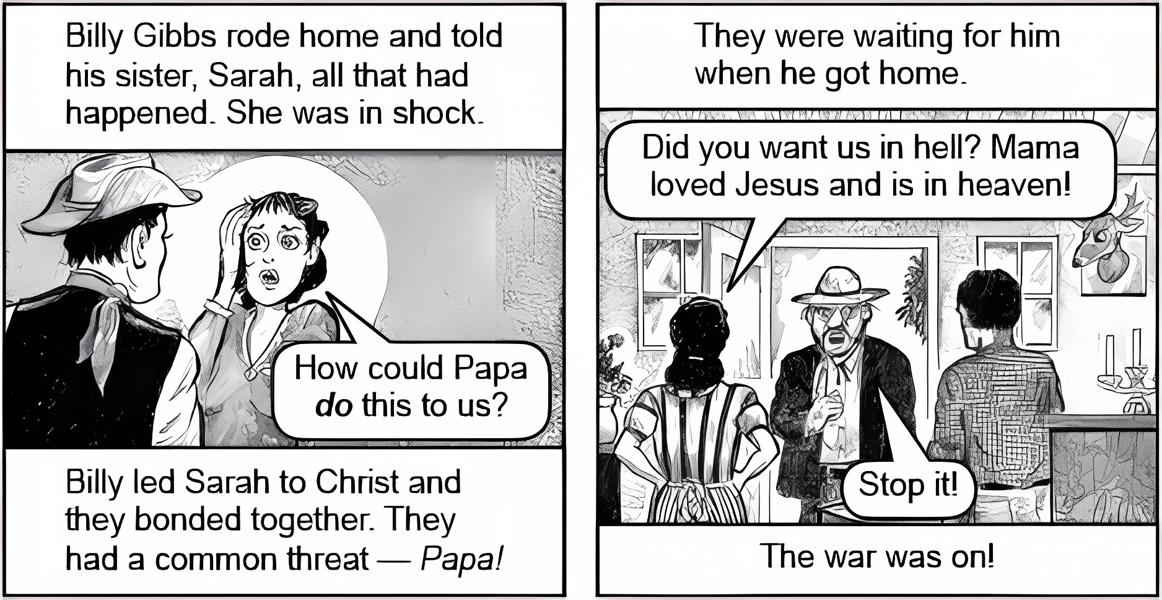 Billy Gibbs rode home and told
his sister, Sarah, all that had
happened. She was in shock.
How could Papa
do this to us?
Billy led Sarah to Christ and
they bonded together. They
had a common threat — Papa!
They were waiting for him
when he got home.
Did you want us in hell? Mama
loved Jesus and is in heaven!
Stop it!
The war was on!